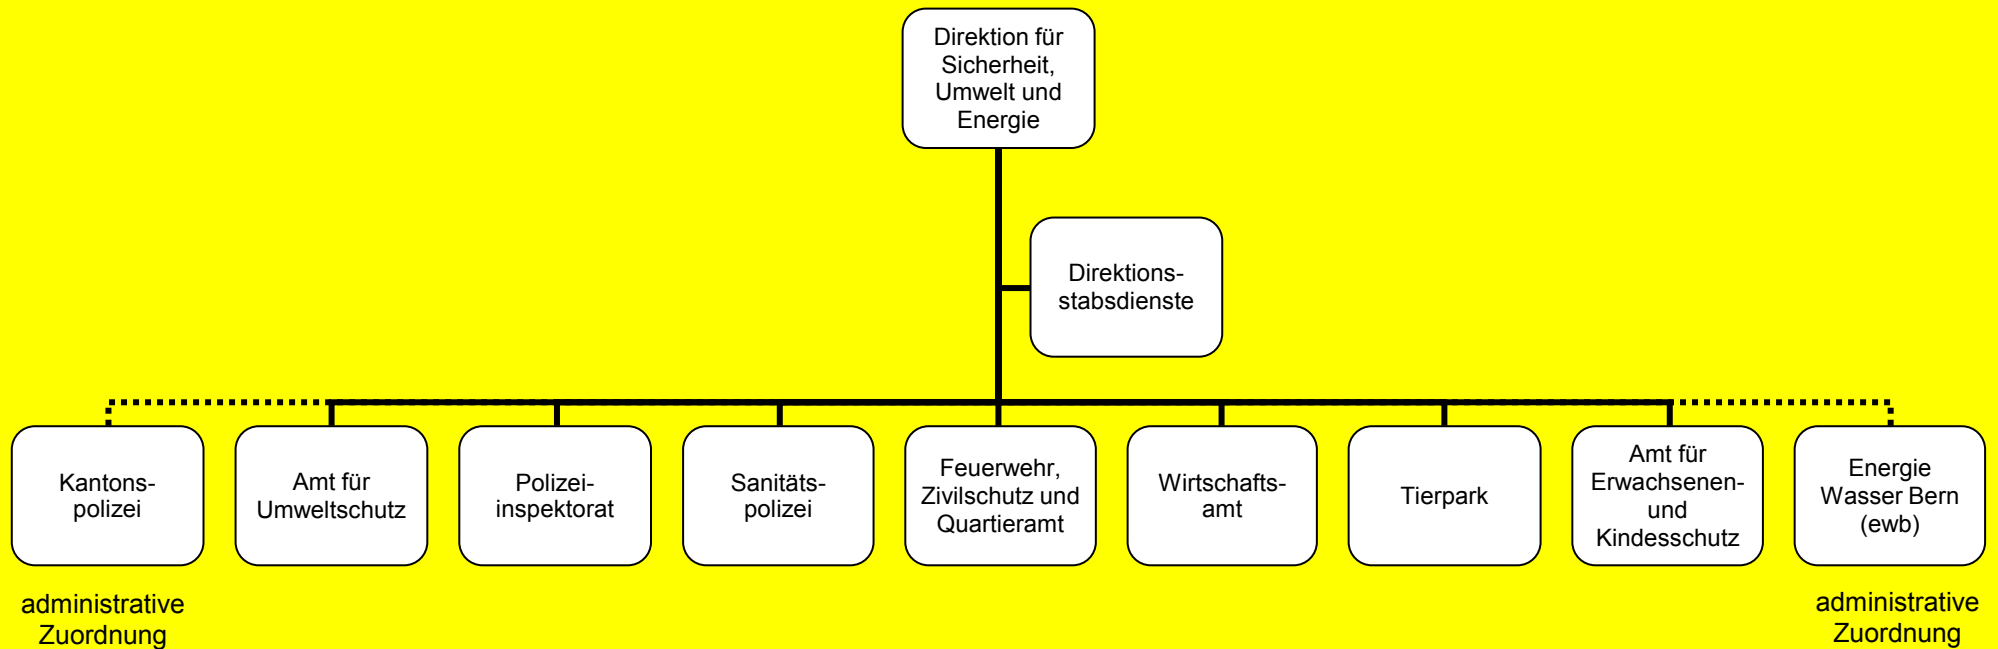 Direktion für
Sicherheit,
Umwelt und
Energie
Direktions-
stabsdienste
Kantons-
polizei
Amt für
Umweltschutz
Polizei-
inspektorat
Sanitäts-
polizei
Feuerwehr,
Zivilschutz und
Quartieramt
Wirtschafts-
amt
Tierpark
Amt für
Erwachsenen-
und
Kindesschutz
Energie
Wasser Bern
(ewb)
administrative
Zuordnung
administrative
Zuordnung